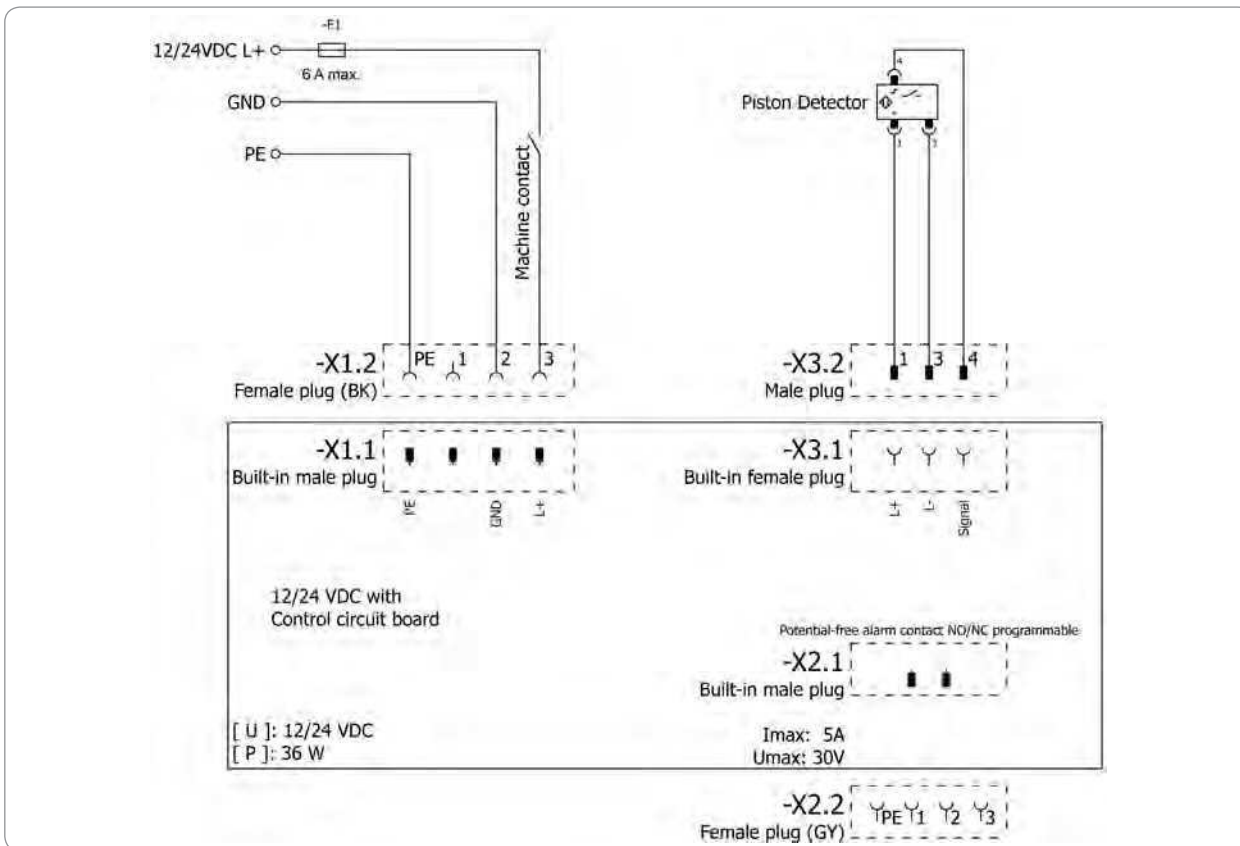 -F1
12/24VDC L+
6 A max.
GND
PE
Machine contact
Piston Detector
4
1
3
-X1.2
PE 1 2 3
Female plug (BK)
-X3.2
1 3 4
Male plug
-X1.1
Built-in male plug
PE
GND
L+
-X3.1
Built-in female plug
L+
L-
Signal
12/24 VDC with
Control circuit board
Potential-free alarm contact NO/NC programmable
-X2.1
Built-in male plug
[ U ]: 12/24 VDC
[ P ]: 36 W
Imax: 5A
Umax: 30V
-X2.2
PE 1 2 3
Female plug (GY)